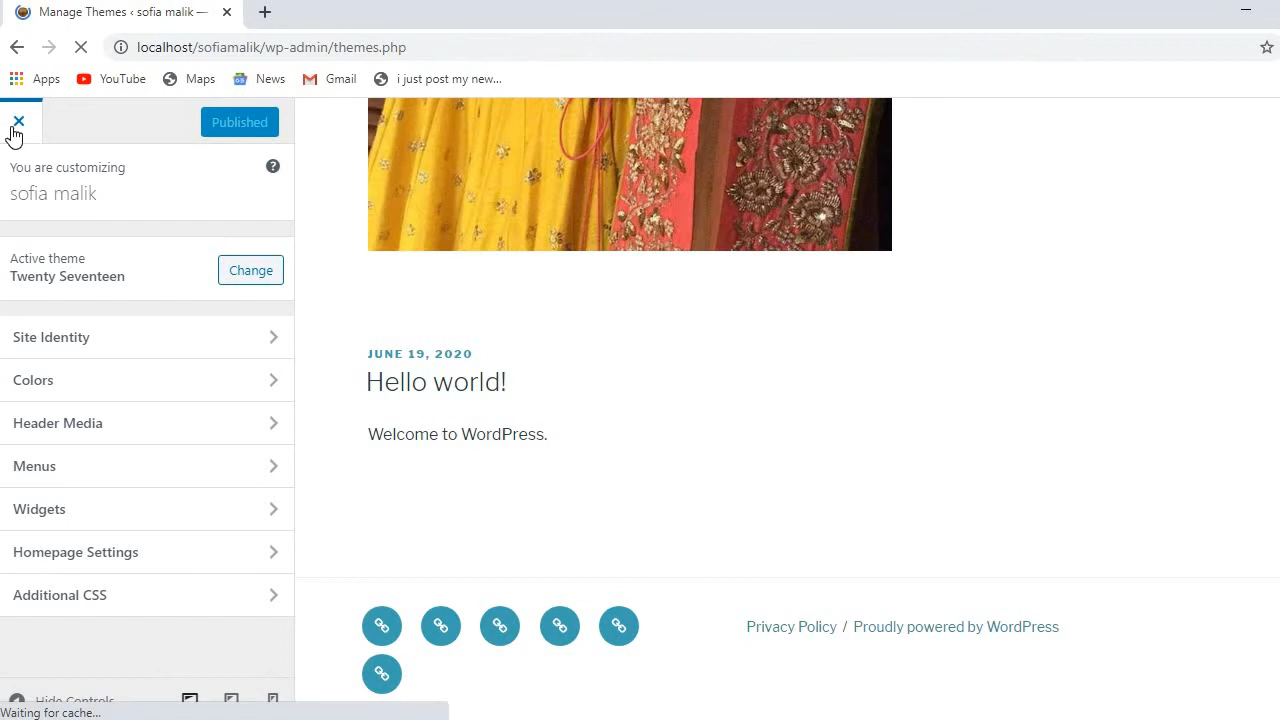 Manage Themes ‹ sofia malik —
localhost/sofiamalik/wp-admin/themes.php
Apps YouTube Maps News Gmail i just post my new...
Published
You are customizing
sofia malik
Active theme
Twenty Seventeen
Change
Site Identity
Colors
Header Media
Menus
Widgets
Homepage Settings
Additional CSS
Hide Controls
Waiting for cache...
JUNE 19, 2020
Hello world!
Welcome to WordPress.
Privacy Policy / Proudly powered by WordPress